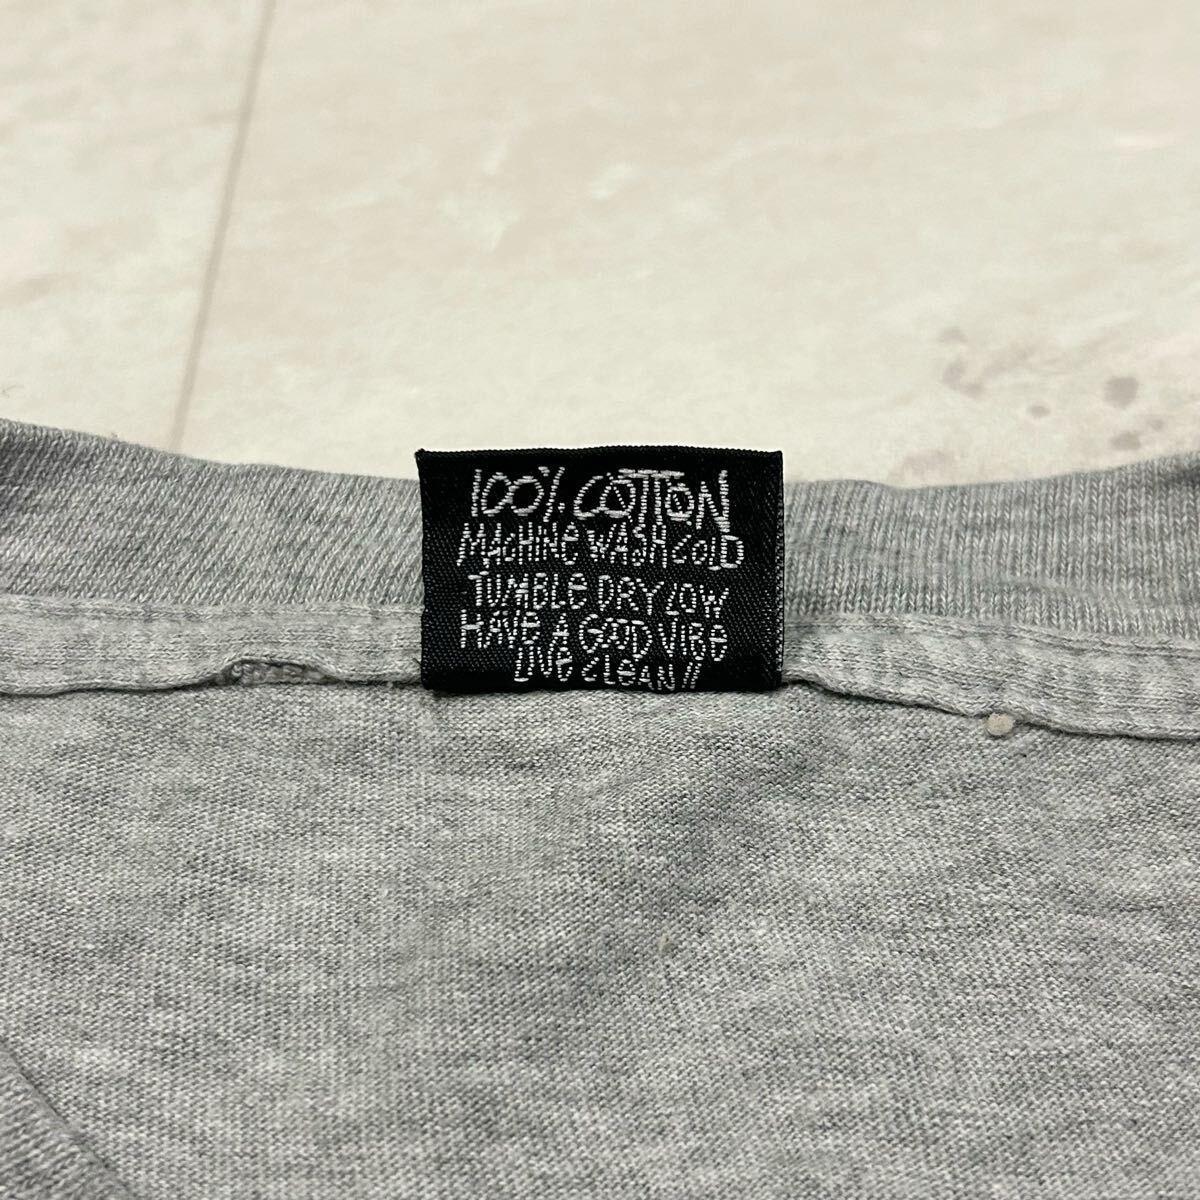 100% COTTON
MACHINE WASH COLD
TUMBLE DRY LOW
HAVE A GOOD VIBE
LIVE CLEAN //